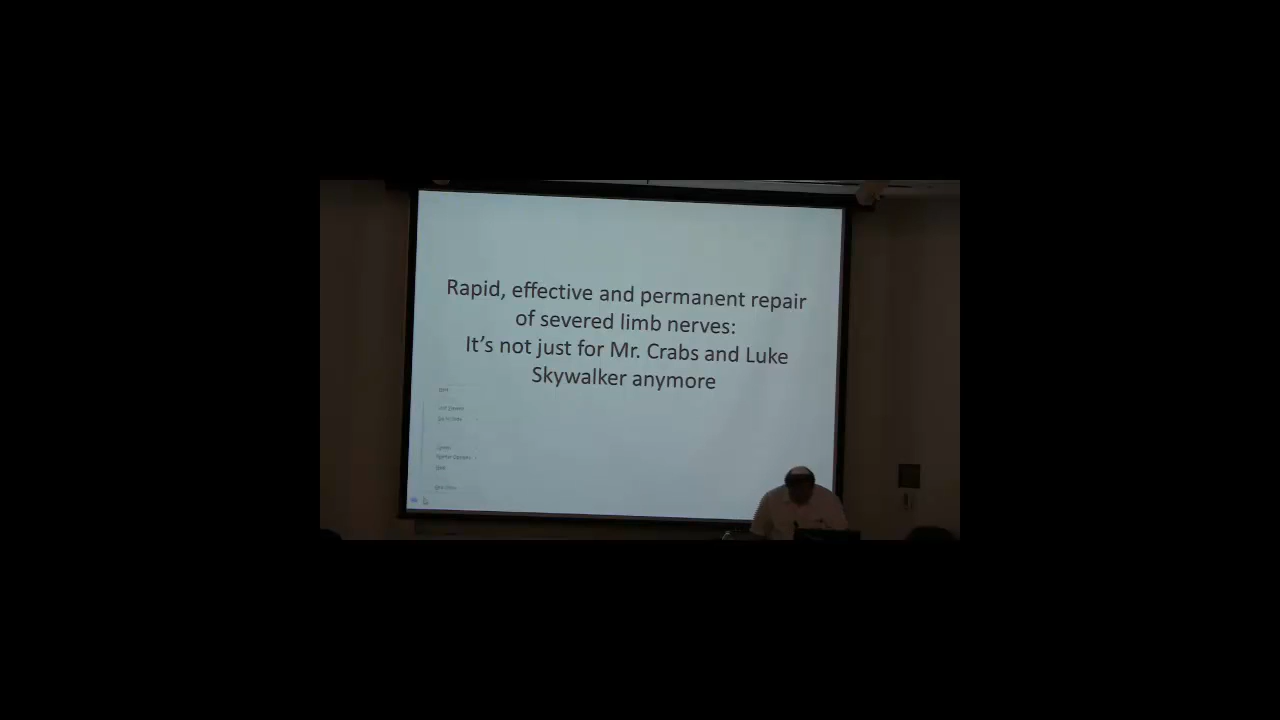 Rapid, effective and permanent repair
of severed limb nerves:
It's not just for Mr. Crabs and Luke
Skywalker anymore